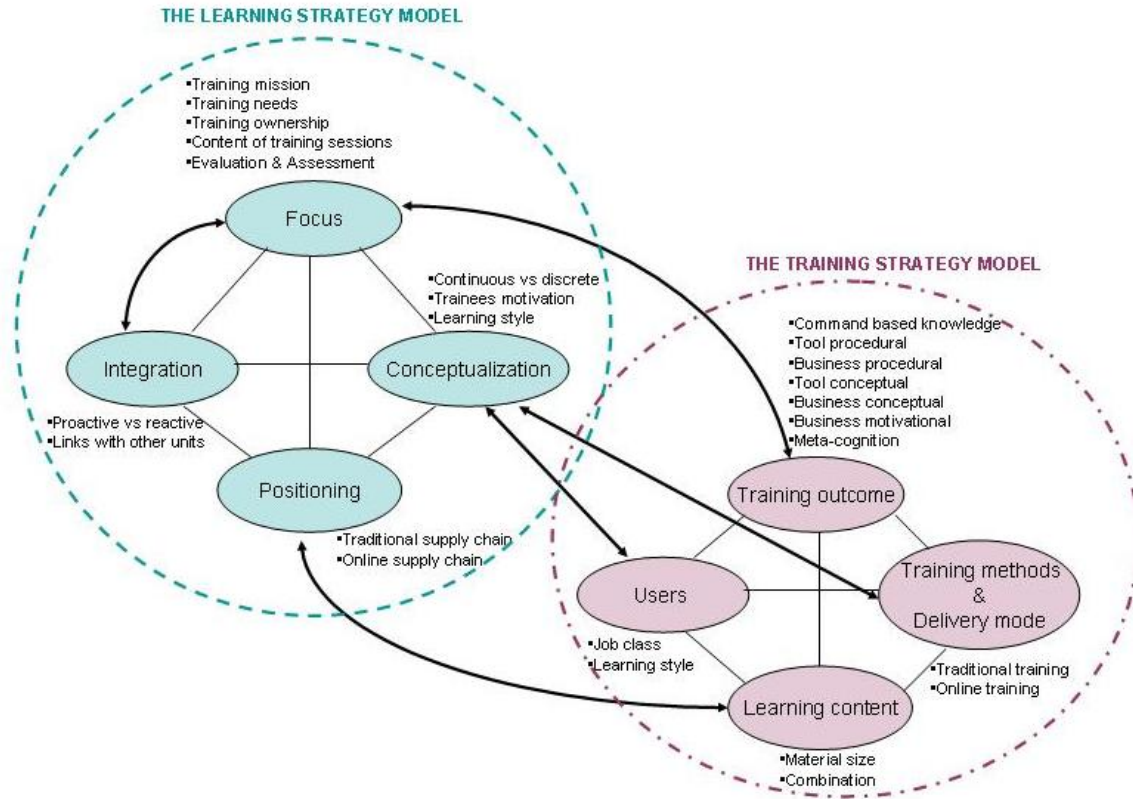 THE LEARNING STRATEGY MODEL
▪Training mission
▪Training needs
▪Training ownership
▪Content of training sessions
▪Evaluation & Assessment
Focus
▪Continuous vs discrete
▪Trainees motivation
▪Learning style
Integration
Conceptualization
▪Proactive vs reactive
▪Links with other units
Positioning
▪Traditional supply chain
▪Online supply chain
THE TRAINING STRATEGY MODEL
▪Command based knowledge
▪Tool procedural
▪Business procedural
▪Tool conceptual
▪Business conceptual
▪Business motivational
▪Meta-cognition
Training outcome
Users
Training methods
&
Delivery mode
▪Job class
▪Learning style
▪Traditional training
▪Online training
Learning content
▪Material size
▪Combination